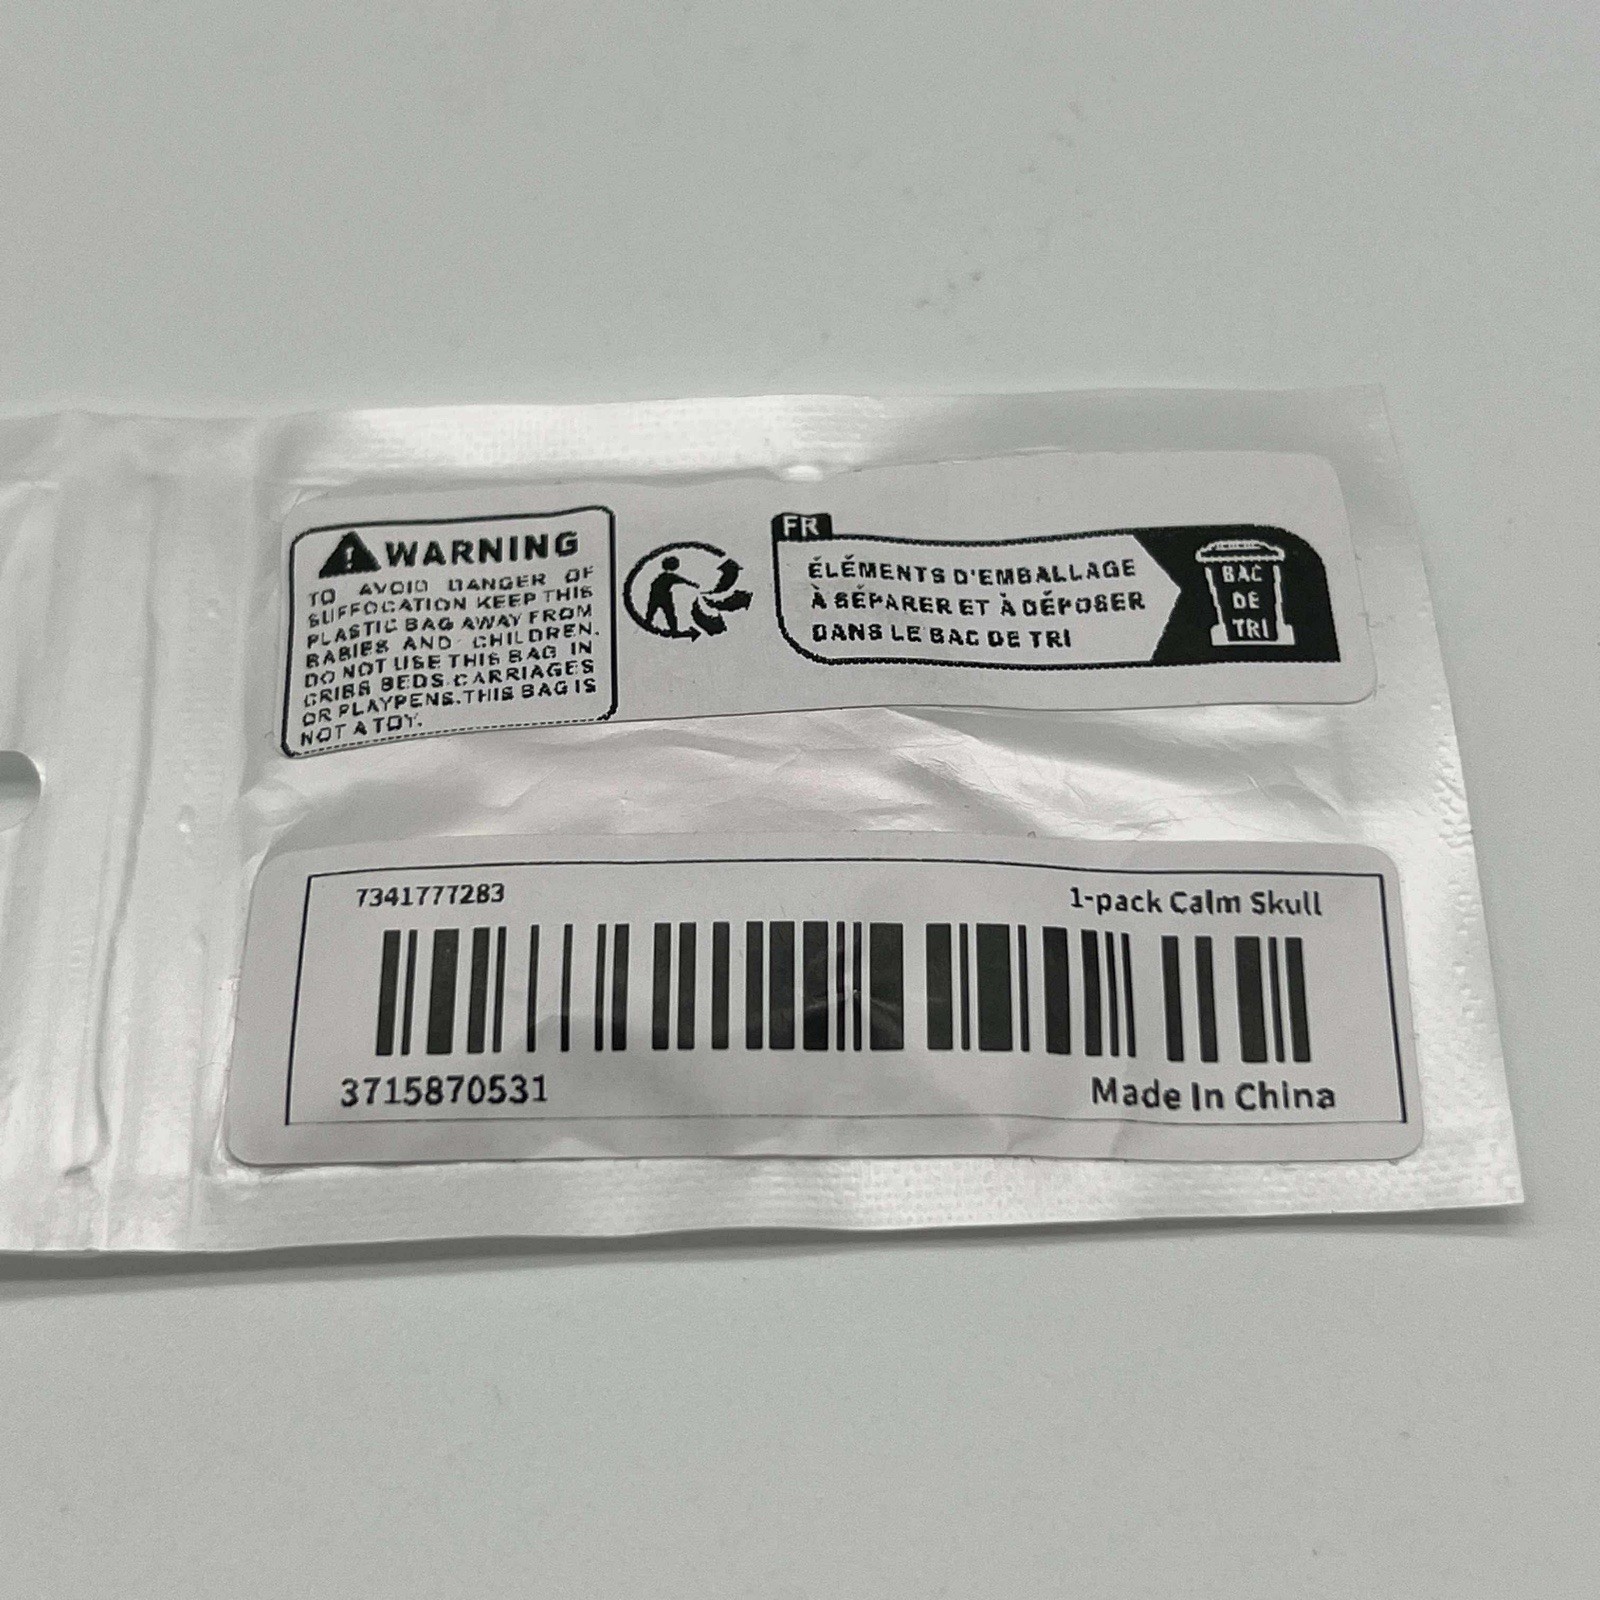 WARNING
TO AVOID DANGER OF
SUFFOCATION KEEP THIS
PLASTIC BAG AWAY FROM
BABIES AND CHILDREN.
DO NOT USE THIS BAG IN
CRIBS BEDS.CARRIAGES
OR PLAYPENS.THIS BAG IS
NOT A TOY.
FR
ÉLÉMENTS D'EMBALLAGE
À SÉPARER ET À DÉPOSER
DANS LE BAC DE TRI
BAC
DE
TRI
7341777283
1-pack Calm Skull
3715870531
Made In China